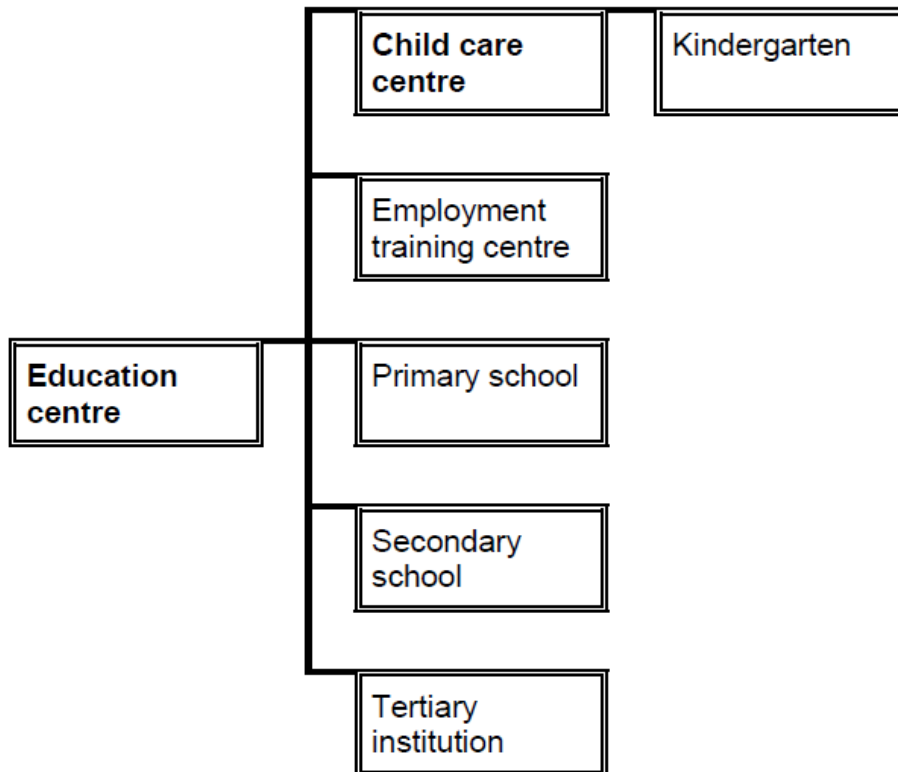 Child care
centre
Kindergarten
Employment
training centre
Education
centre
Primary school
Secondary
school
Tertiary
institution